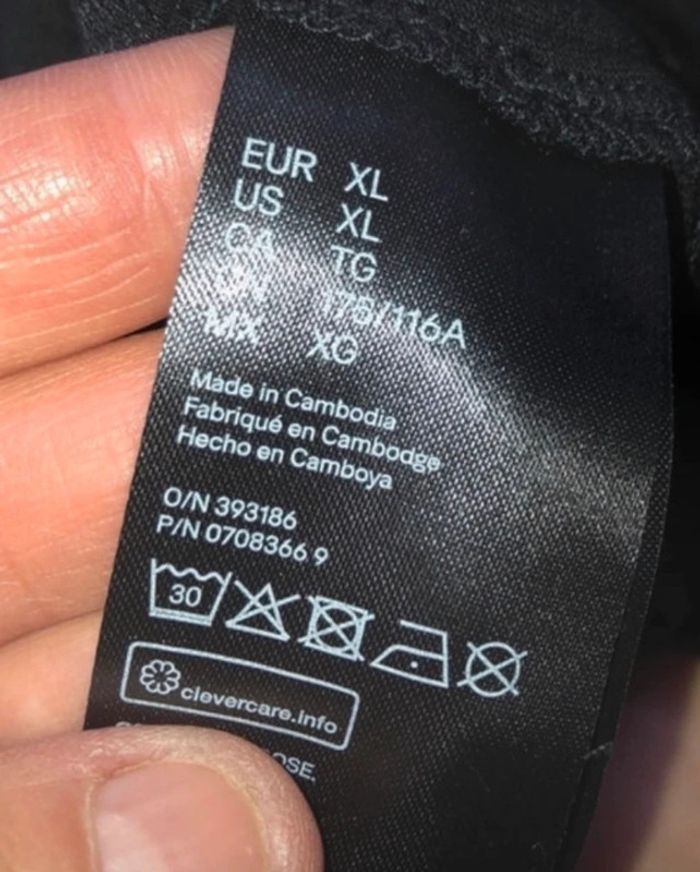 EUR XL
US XL
CA TG
CN 175/116A
MX XG
Made in Cambodia
Fabriqué en Cambodge
Hecho en Camboya
O/N 393186
P/N 0708366 9
30
clevercare.info